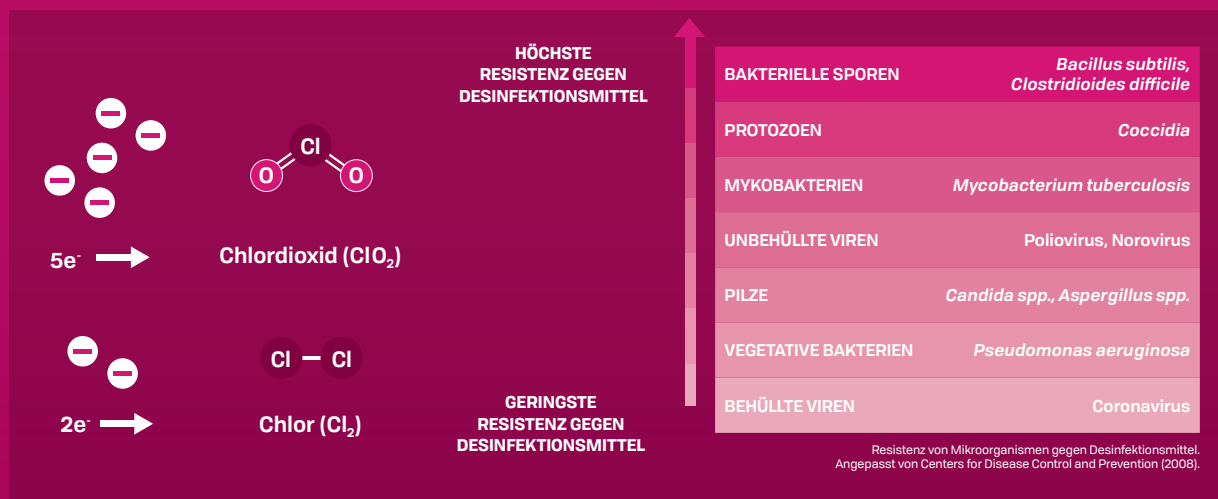 HÖCHSTE
RESISTENZ GEGEN
DESINFEKTIONSMITTEL
Cl
O O
5e⁻
Chlordioxid (ClO₂)
Cl Cl
2e⁻
Chlor (Cl₂)
GERINGSTE
RESISTENZ GEGEN
DESINFEKTIONSMITTEL
BAKTERIELLE SPOREN
Bacillus subtilis,
Clostridioides difficile
PROTOZOEN Coccidia
MYKOBAKTERIEN Mycobacterium tuberculosis
UNBEHÜLLTE VIREN Poliovirus, Norovirus
PILZE Candida spp., Aspergillus spp.
VEGETATIVE BAKTERIEN Pseudomonas aeruginosa
BEHÜLLTE VIREN Coronavirus
Resistenz von Mikroorganismen gegen Desinfektionsmittel.
Angepasst von Centers for Disease Control and Prevention (2008).